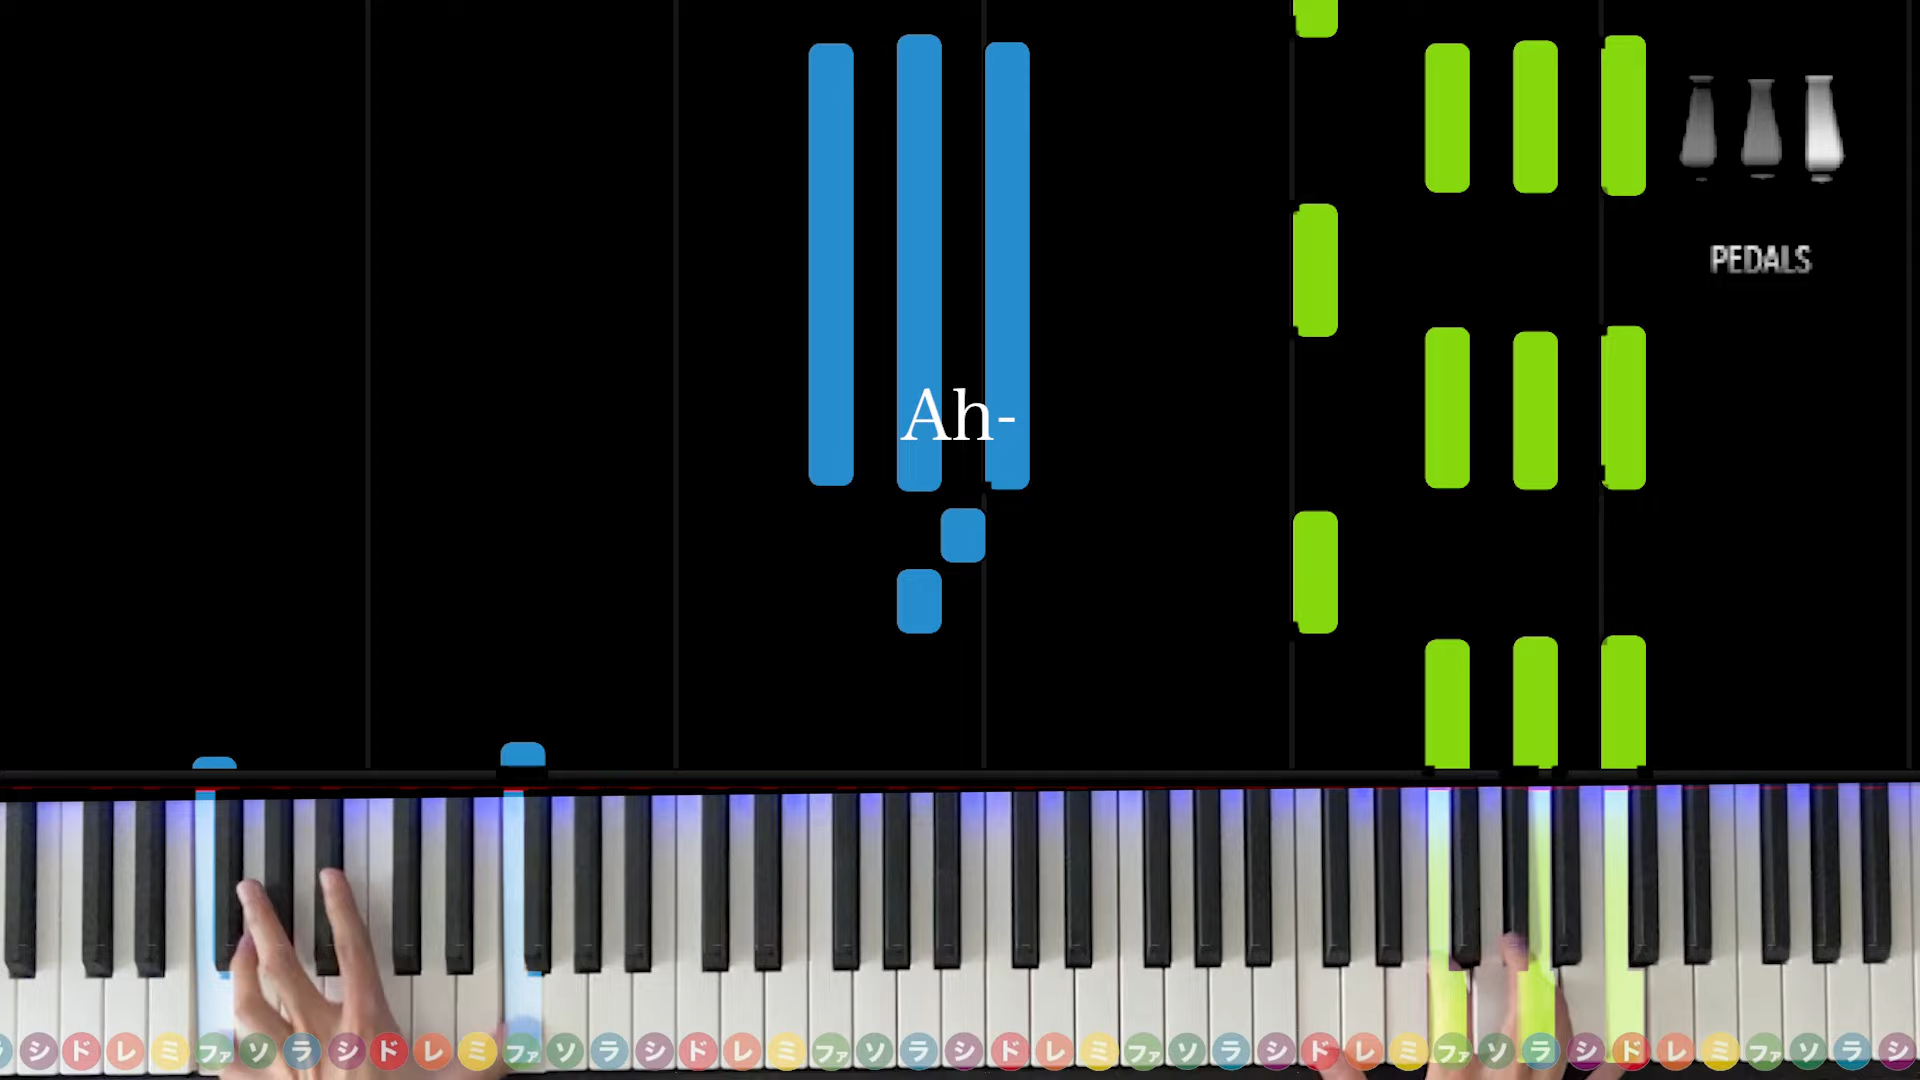 PEDALS
Ah-
シ ド レ ミ ファ ソ ラ シ ド レ ミ ファ ソ ラ シ ド レ ミ ファ ソ ラ シ ド レ ミ ファ ソ ラ シ ド レ ミ ファ ソ ラ シ ド レ ミ ファ ソ ラ シ